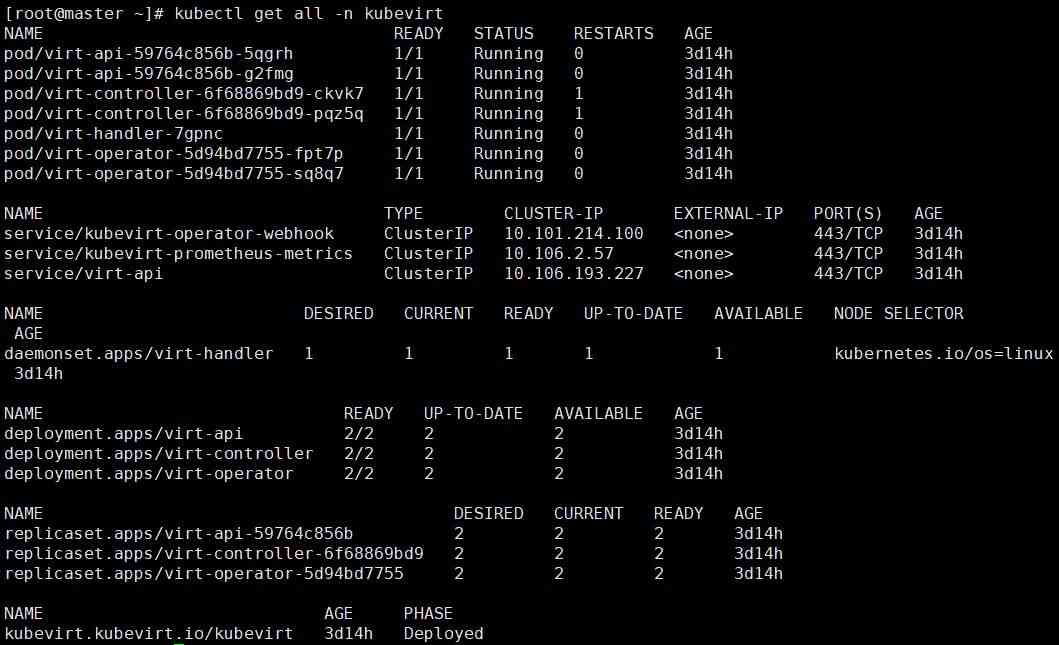 [root@master ~]# kubectl get all -n kubevirt
NAME                                   READY   STATUS    RESTARTS   AGE
pod/virt-api-59764c856b-5qgrh          1/1     Running   0          3d14h
pod/virt-api-59764c856b-g2fmg          1/1     Running   0          3d14h
pod/virt-controller-6f68869bd9-ckvk7   1/1     Running   1          3d14h
pod/virt-controller-6f68869bd9-pqz5q   1/1     Running   1          3d14h
pod/virt-handler-7gpnc                 1/1     Running   0          3d14h
pod/virt-operator-5d94bd7755-fpt7p     1/1     Running   0          3d14h
pod/virt-operator-5d94bd7755-sq8q7     1/1     Running   0          3d14h

NAME                                  TYPE        CLUSTER-IP       EXTERNAL-IP   PORT(S)   AGE
service/kubevirt-operator-webhook     ClusterIP   10.101.214.100   <none>        443/TCP   3d14h
service/kubevirt-prometheus-metrics   ClusterIP   10.106.2.57      <none>        443/TCP   3d14h
service/virt-api                      ClusterIP   10.106.193.227   <none>        443/TCP   3d14h

NAME                          DESIRED   CURRENT   READY   UP-TO-DATE   AVAILABLE   NODE SELECTOR
 AGE
daemonset.apps/virt-handler   1         1         1       1            1           kubernetes.io/os=linux
 3d14h

NAME                              READY   UP-TO-DATE   AVAILABLE   AGE
deployment.apps/virt-api          2/2     2            2           3d14h
deployment.apps/virt-controller   2/2     2            2           3d14h
deployment.apps/virt-operator     2/2     2            2           3d14h

NAME                                         DESIRED   CURRENT   READY   AGE
replicaset.apps/virt-api-59764c856b          2         2         2       3d14h
replicaset.apps/virt-controller-6f68869bd9   2         2         2       3d14h
replicaset.apps/virt-operator-5d94bd7755     2         2         2       3d14h

NAME                            AGE     PHASE
kubevirt.kubevirt.io/kubevirt   3d14h   Deployed